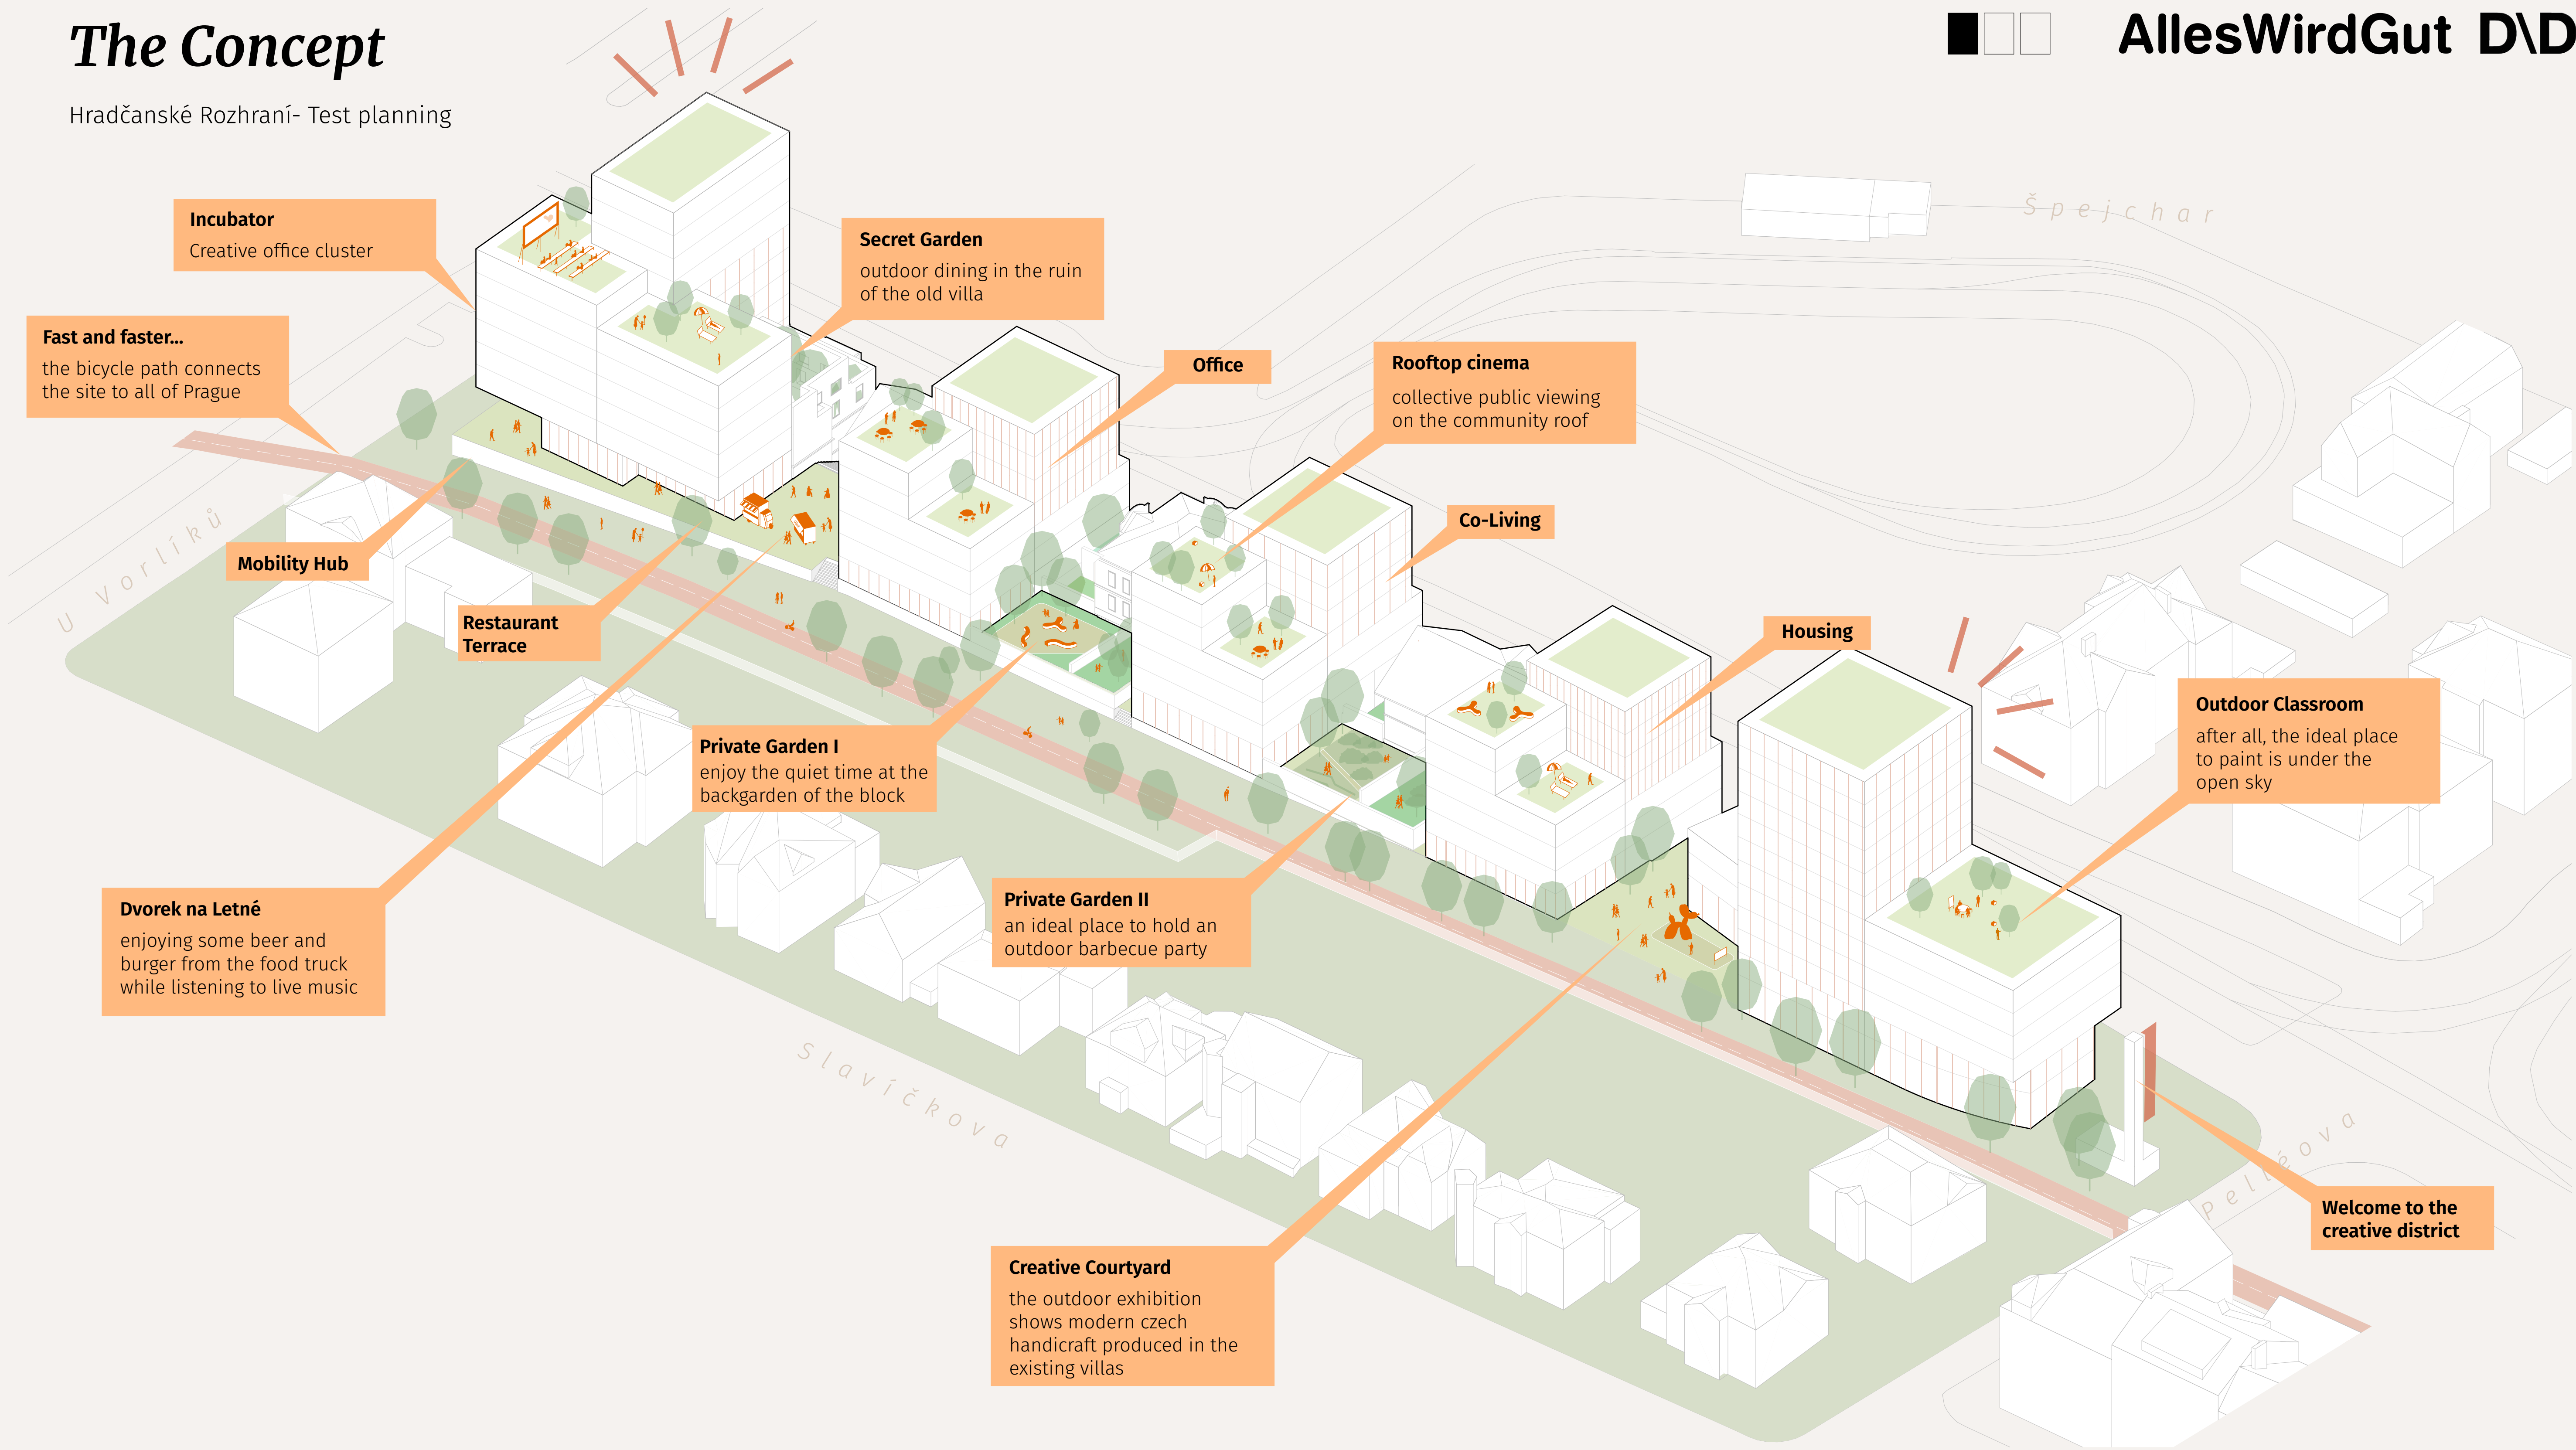 The Concept
Hradčanské Rozhraní- Test planning
AllesWirdGut D\D
Špejchar
Incubator
Creative office cluster
Secret Garden
outdoor dining in the ruin
of the old villa
Fast and faster...
the bicycle path connects
the site to all of Prague
Office
Rooftop cinema
collective public viewing
on the community roof
Co-Living
U Vorlíků
Mobility Hub
Restaurant
Terrace
Housing
Outdoor Classroom
after all, the ideal place
to paint is under the
open sky
Private Garden I
enjoy the quiet time at the
backgarden of the block
Dvorek na Letné
enjoying some beer and
burger from the food truck
while listening to live music
Private Garden II
an ideal place to hold an
outdoor barbecue party
Slavíčkova
Pelléova
Welcome to the
creative district
Creative Courtyard
the outdoor exhibition
shows modern czech
handicraft produced in the
existing villas